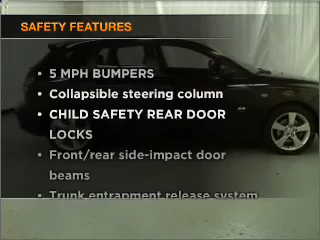 SAFETY FEATURES
• 5 MPH BUMPERS
• Collapsible steering column
• CHILD SAFETY REAR DOOR
LOCKS
• Front/rear side-impact door
beams
• Trunk entrapment release system